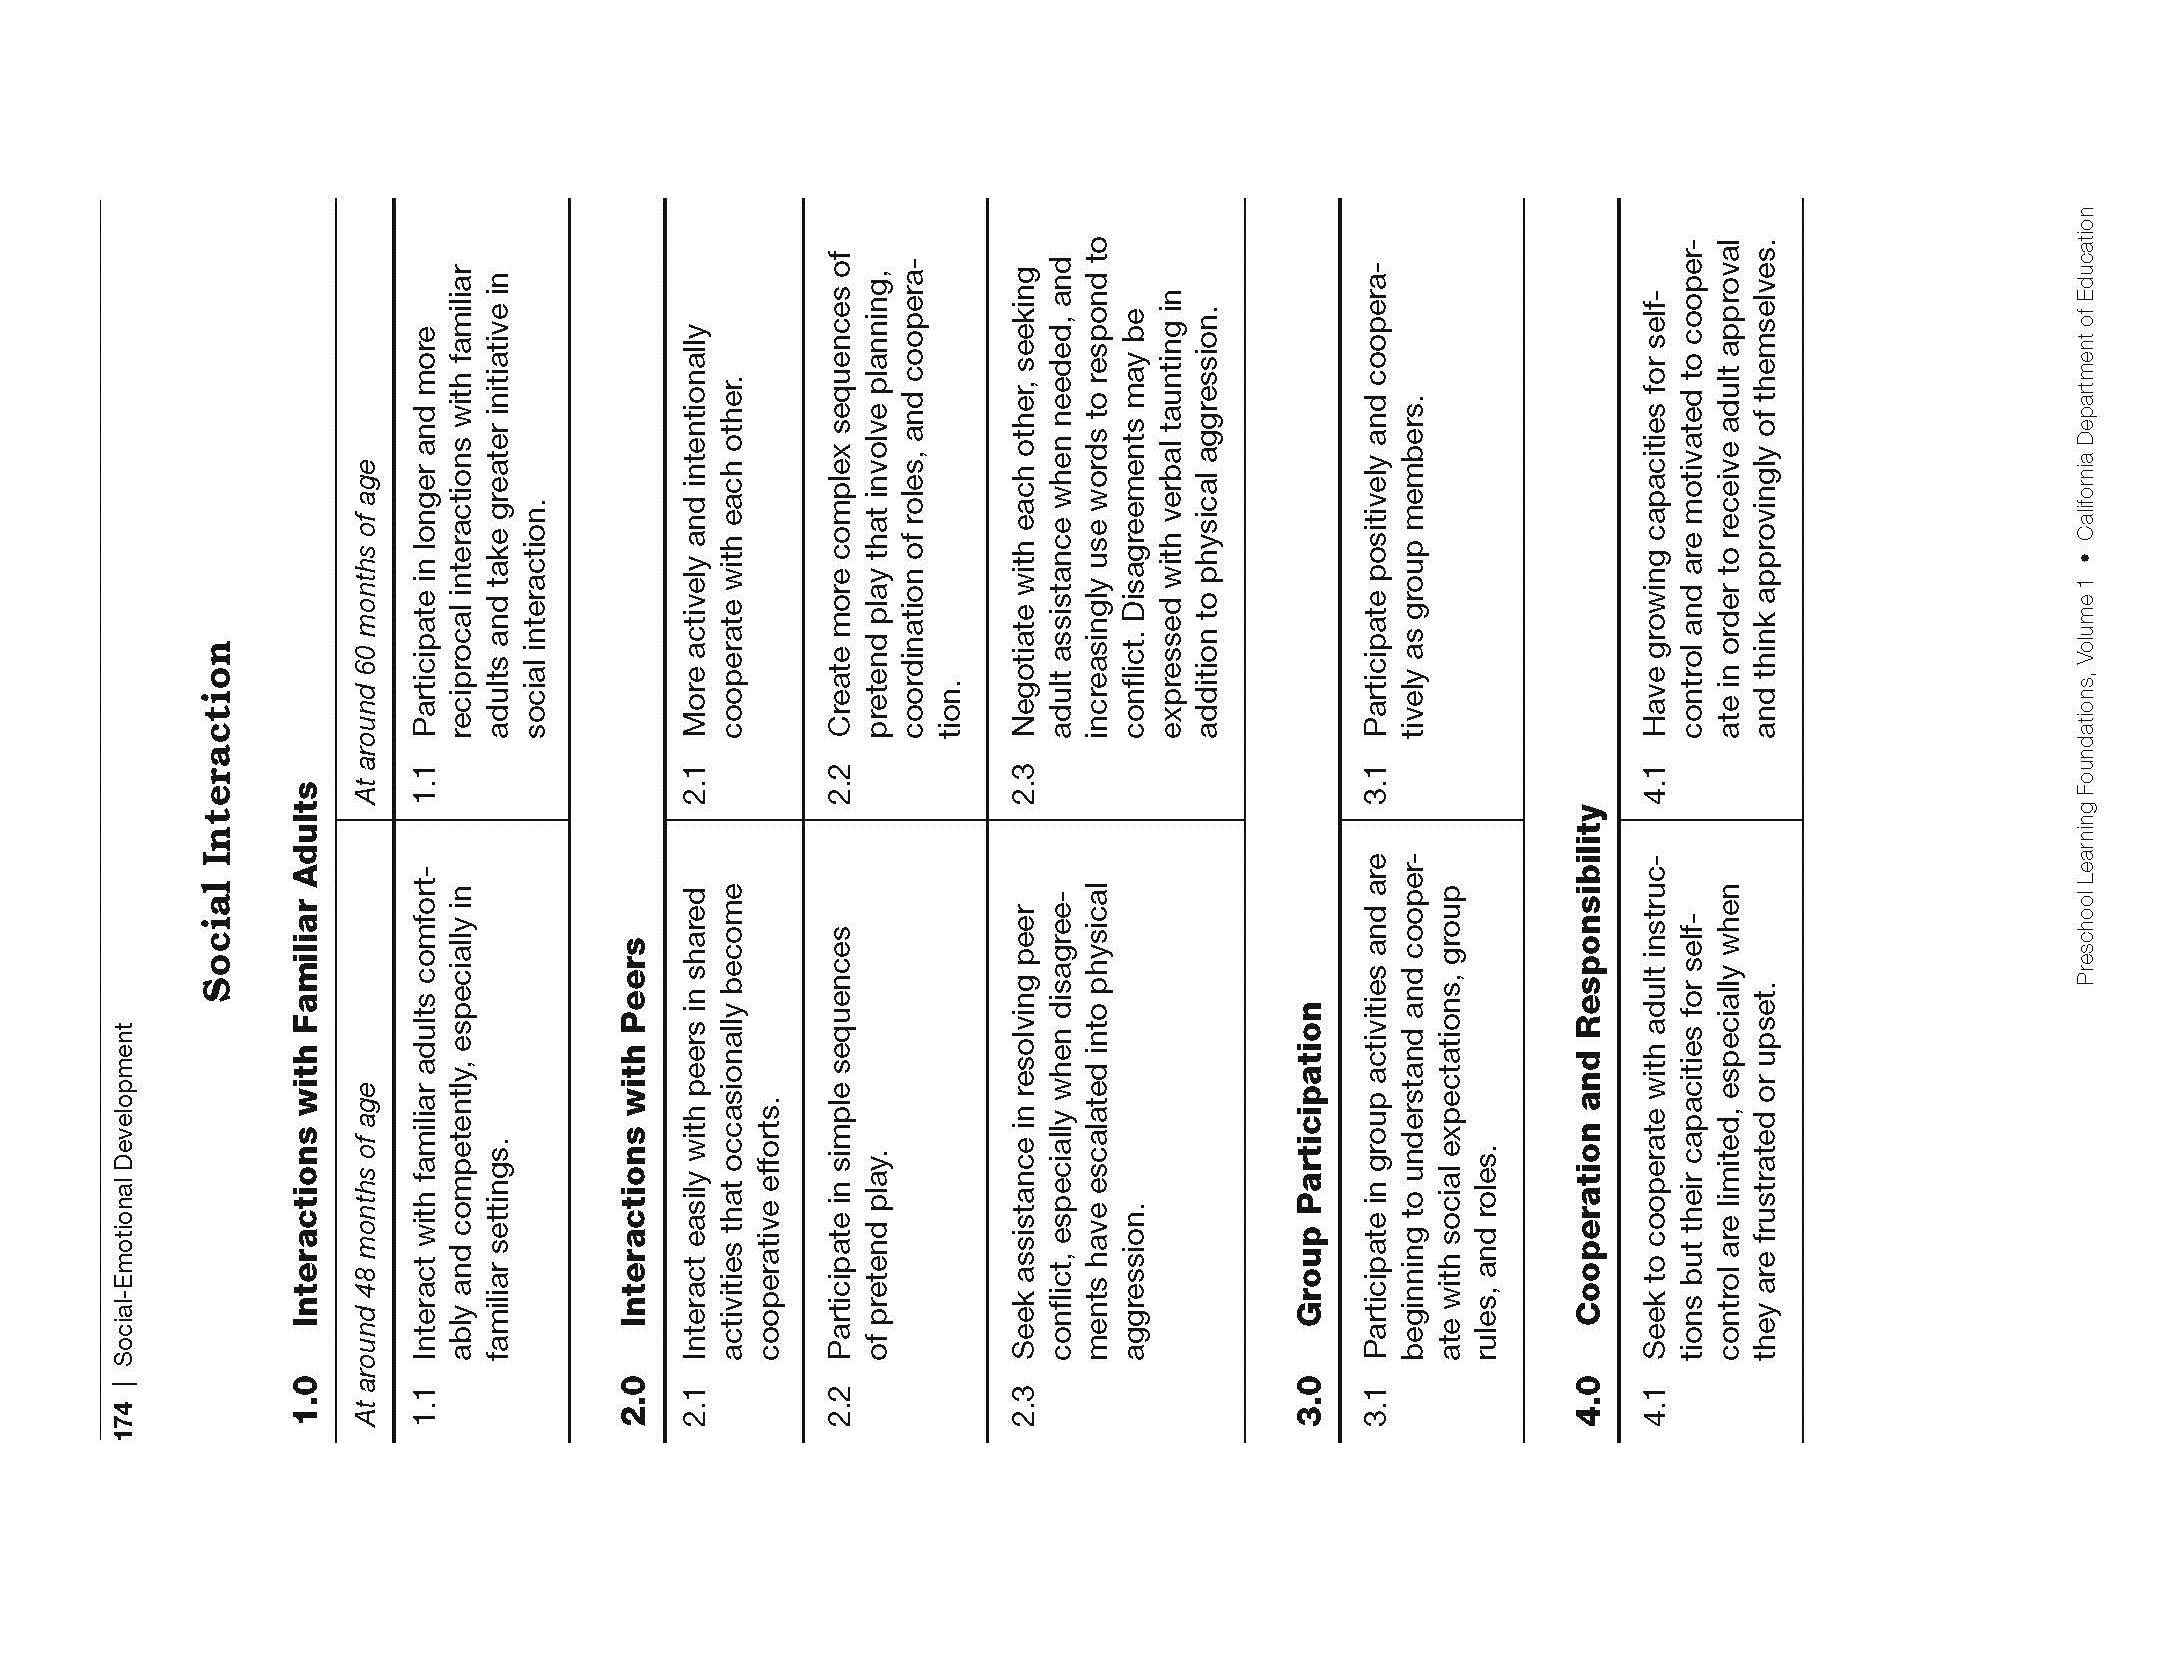 174 | Social-Emotional Development
Social Interaction
1.0 Interactions with Familiar Adults
At around 48 months of age
At around 60 months of age
1.1 Interact with familiar adults comfort-
ably and competently, especially in
familiar settings.
1.1 Participate in longer and more
reciprocal interactions with familiar
adults and take greater initiative in
social interaction.
2.0 Interactions with Peers
2.1 Interact easily with peers in shared
activities that occasionally become
cooperative efforts.
2.1 More actively and intentionally
cooperate with each other.
2.2 Participate in simple sequences
of pretend play.
2.2 Create more complex sequences of
pretend play that involve planning,
coordination of roles, and coopera-
tion.
2.3 Seek assistance in resolving peer
conflict, especially when disagree-
ments have escalated into physical
aggression.
2.3 Negotiate with each other, seeking
adult assistance when needed, and
increasingly use words to respond to
conflict. Disagreements may be
expressed with verbal taunting in
addition to physical aggression.
3.0 Group Participation
3.1 Participate in group activities and are
beginning to understand and cooper-
ate with social expectations, group
rules, and roles.
3.1 Participate positively and coopera-
tively as group members.
4.0 Cooperation and Responsibility
4.1 Seek to cooperate with adult instruc-
tions but their capacities for self-
control are limited, especially when
they are frustrated or upset.
4.1 Have growing capacities for self-
control and are motivated to cooper-
ate in order to receive adult approval
and think approvingly of themselves.
Preschool Learning Foundations, Volume 1 • California Department of Education